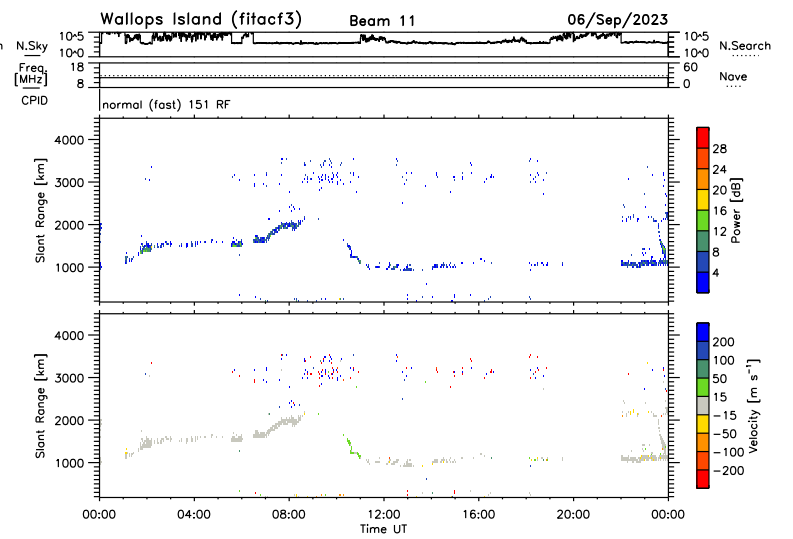 Wallops Island (fitacf3) Beam 11 06/Sep/2023
n N.Sky 10^5 10^0 10^5 10^0 N.Search
Freq. [MHz] 18 8 60 0 Nave
CPID normal (fast) 151 RF
Slant Range [km]
4000
3000
2000
1000
28
24
20
16
12
8
4
Power [dB]
Slant Range [km]
4000
3000
2000
1000
200
100
50
15
-15
-50
-100
-200
Velocity [m s⁻¹]
00:00 04:00 08:00 12:00 16:00 20:00 00:00
Time UT